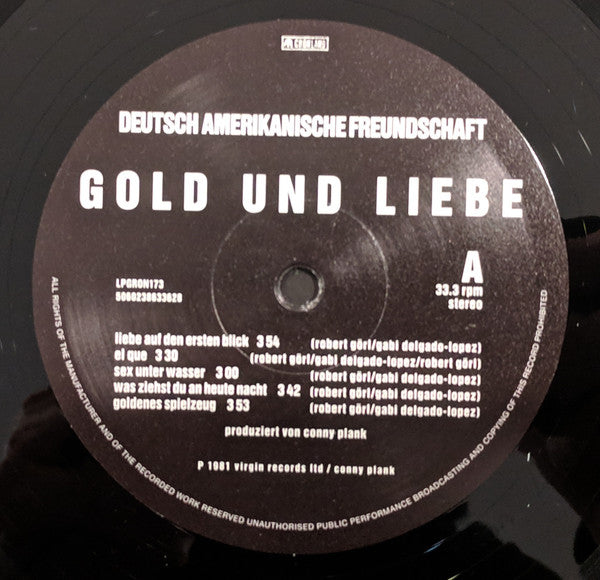 GRÖNLAND
DEUTSCH AMERIKANISCHE FREUNDSCHAFT
GOLD UND LIEBE
A
LPGRON173
5060238633628
33.3 rpm
stereo
liebe auf den ersten blick 3 54 (robert görl/gabi delgado-lopez)
el que 3 30 (robert görl/gabi delgado-lopez/robert görl)
sex unter wasser 3 00 (robert görl/gabi delgado-lopez)
was ziehst du an heute nacht 3 42 (robert görl/gabi delgado-lopez)
goldenes spielzeug 3 53 (robert görl/gabi delgado-lopez)
produziert von conny plank
P 1981 virgin records ltd / conny plank
ALL RIGHTS OF THE MANUFACTURER AND OF THE RECORDED WORK RESERVED UNAUTHORISED PUBLIC PERFORMANCE BROADCASTING AND COPYING OF THIS RECORD PROHIBITED